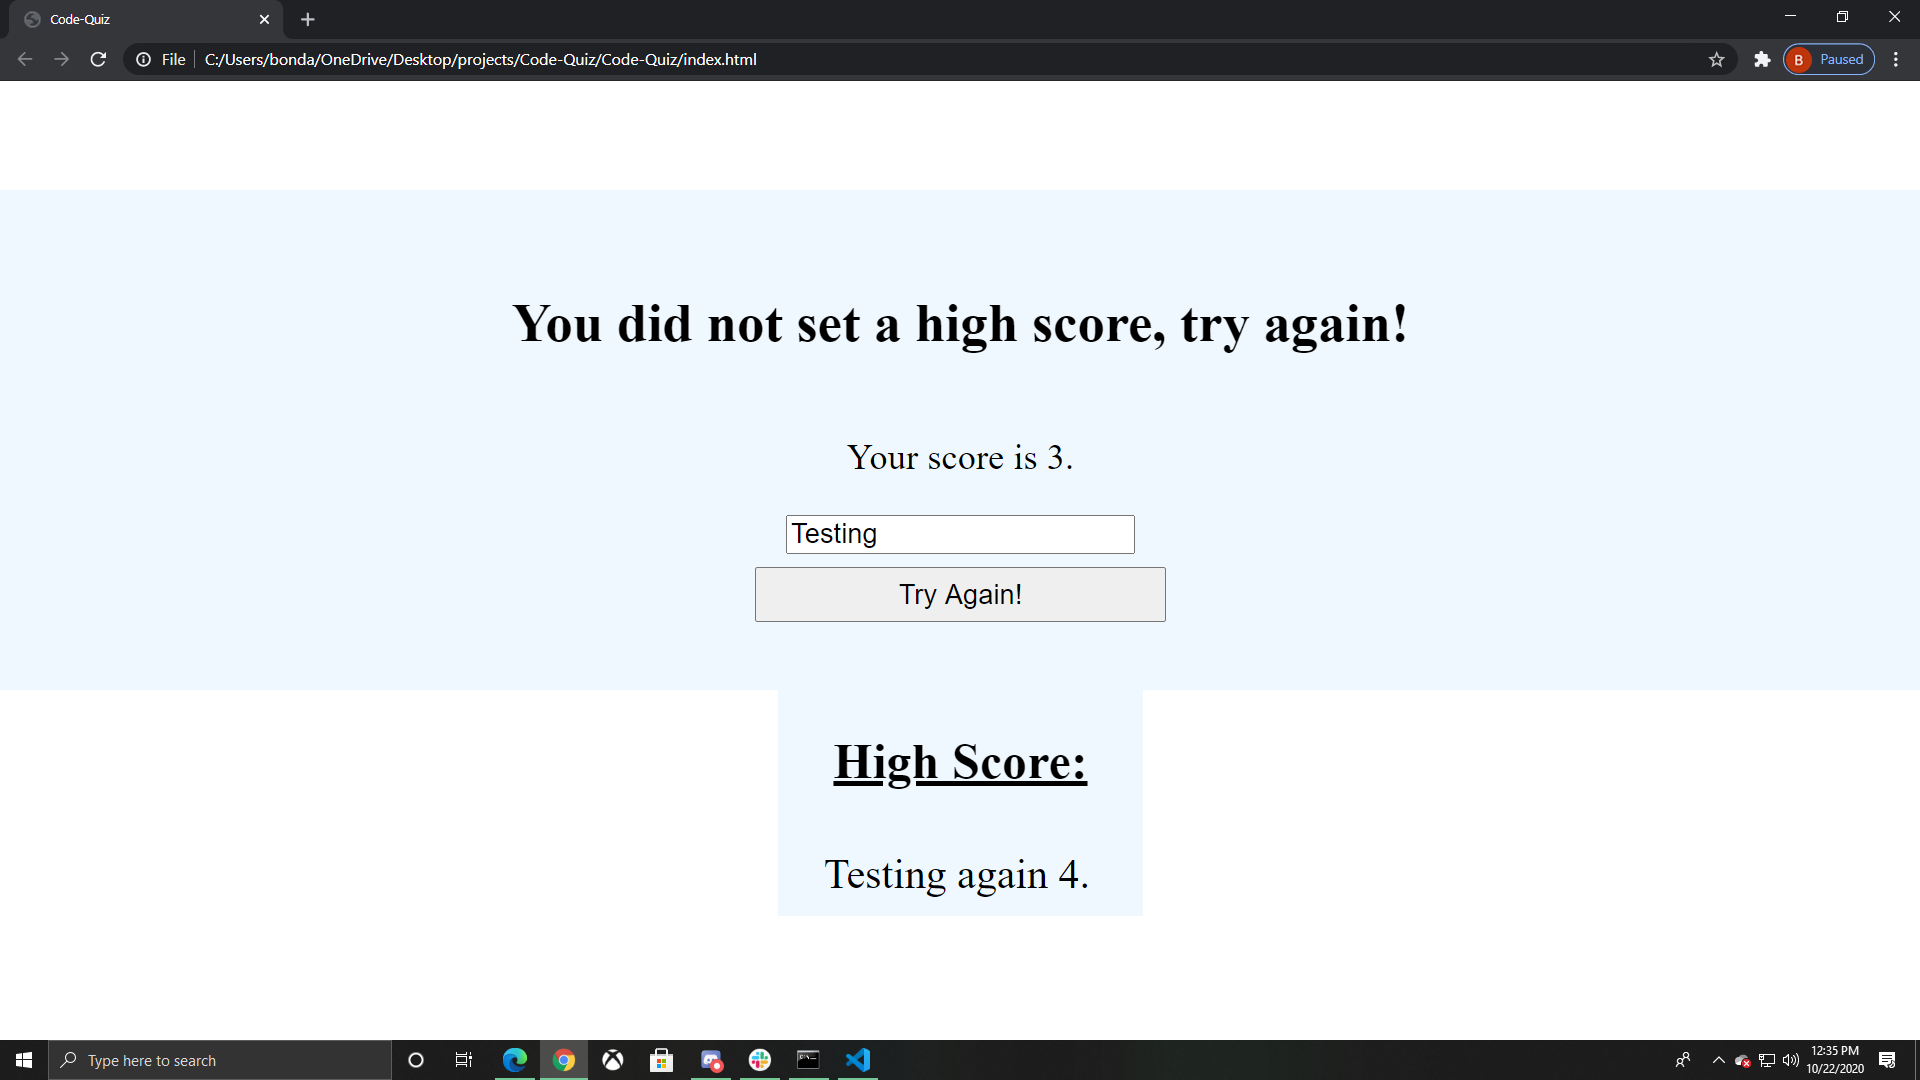 Code-Quiz
File C:/Users/bonda/OneDrive/Desktop/projects/Code-Quiz/Code-Quiz/index.html
B Paused
You did not set a high score, try again!
Your score is 3.
Testing
Try Again!
High Score:
Testing again 4.
Type here to search
12:35 PM
10/22/2020